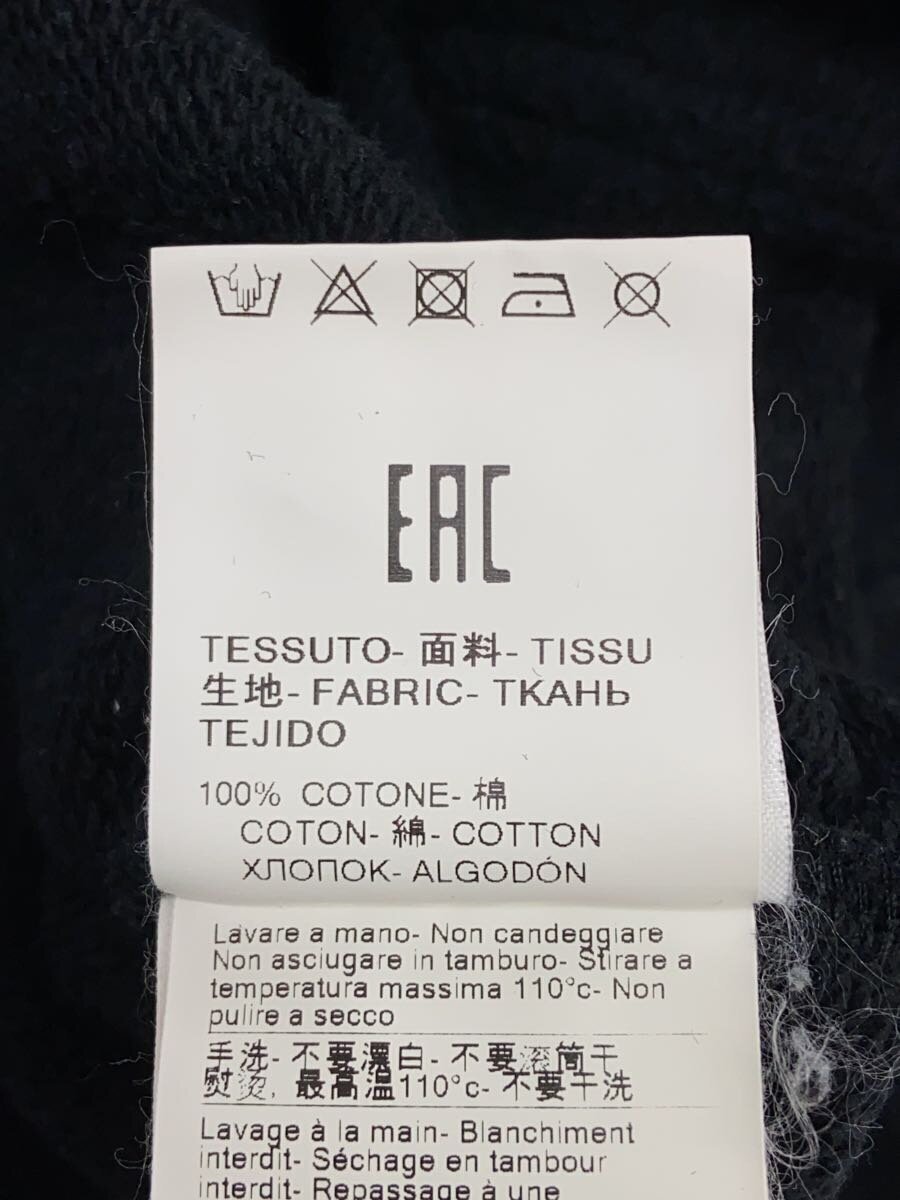 EAC
TESSUTO- 面料- TISSU
生地- FABRIC- ТКАНЬ
TEJIDO
100% COTONE- 棉
COTON- 綿- COTTON
ХЛОПОК- ALGODÓN
Lavare a mano- Non candeggiare
Non asciugare in tamburo- Stirare a
temperatura massima 110°c- Non
pulire a secco
手洗- 不要漂白- 不要滚筒干
熨烫, 最高温110°c- 不要干洗
Lavage à la main- Blanchiment
interdit- Séchage en tambour
interdit- Repassage à une